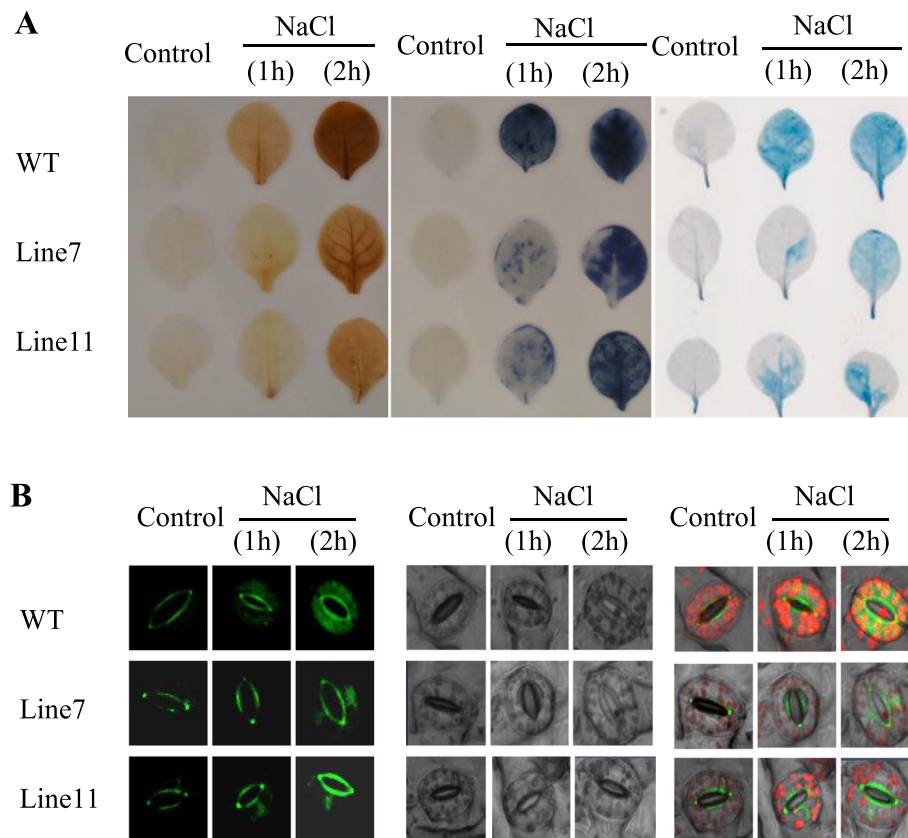 A
Control NaCl Control NaCl Control NaCl
(1h) (2h) (1h) (2h) (1h) (2h)
WT
Line7
Line11
B
Control NaCl Control NaCl Control NaCl
(1h) (2h) (1h) (2h) (1h) (2h)
WT
Line7
Line11